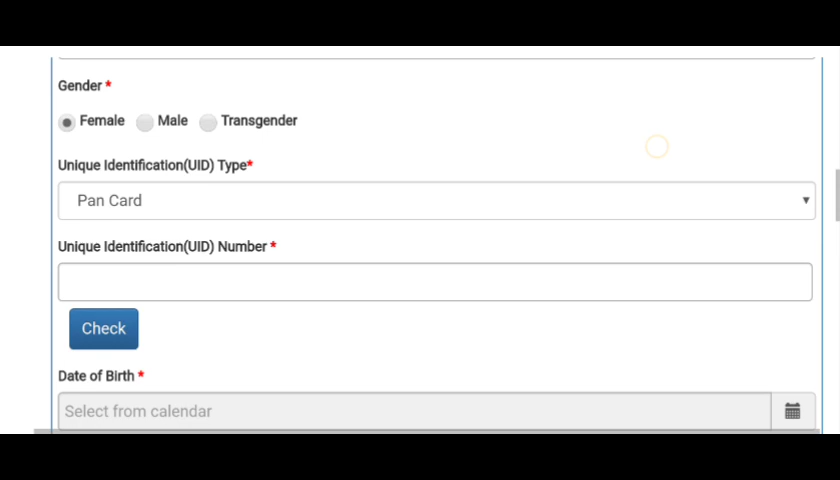 Gender *
Female Male Transgender
Unique Identification(UID) Type*
Pan Card
Unique Identification(UID) Number *
Check
Date of Birth *
Select from calendar